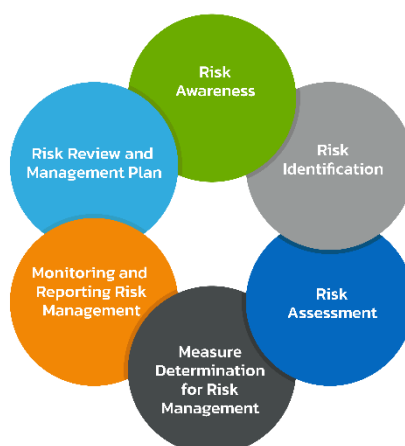 Risk
Awareness
Risk
Identification
Risk
Assessment
Measure
Determination
for Risk
Management
Monitoring and
Reporting Risk
Management
Risk Review and
Management Plan